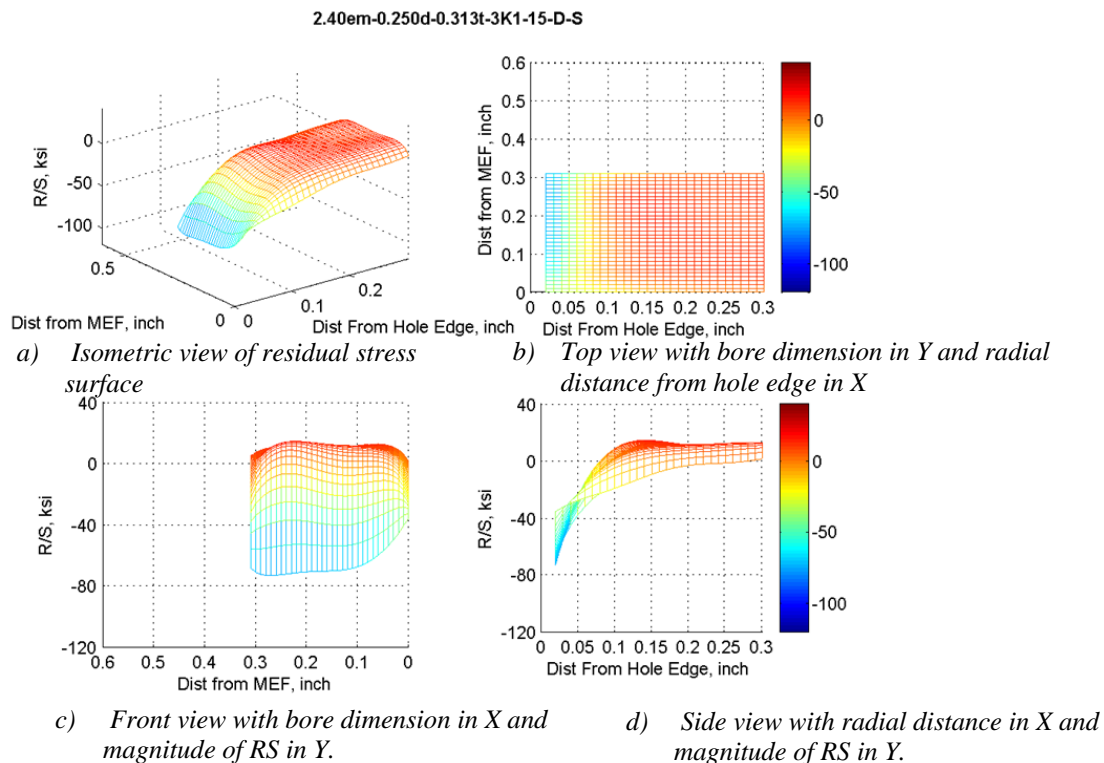 2.40em-0.250d-0.313t-3K1-15-D-S
0
-50
-100
R/S, ksi
0.5
0
0
0.1
0.2
Dist from MEF, inch
Dist From Hole Edge, inch
a) Isometric view of residual stress
surface
0.6
0.5
0.4
0.3
0.2
0.1
0
Dist from MEF, inch
0
0.05
0.1
0.15
0.2
0.25
0.3
Dist From Hole Edge, inch
0
-50
-100
b) Top view with bore dimension in Y and radial
distance from hole edge in X
40
0
-40
-80
-120
R/S, ksi
0.6
0.5
0.4
0.3
0.2
0.1
0
Dist from MEF, inch
c) Front view with bore dimension in X and
magnitude of RS in Y.
40
0
-40
-80
-120
R/S, ksi
0
0.05
0.1
0.15
0.2
0.25
0.3
Dist From Hole Edge, inch
0
-50
-100
d) Side view with radial distance in X and
magnitude of RS in Y.